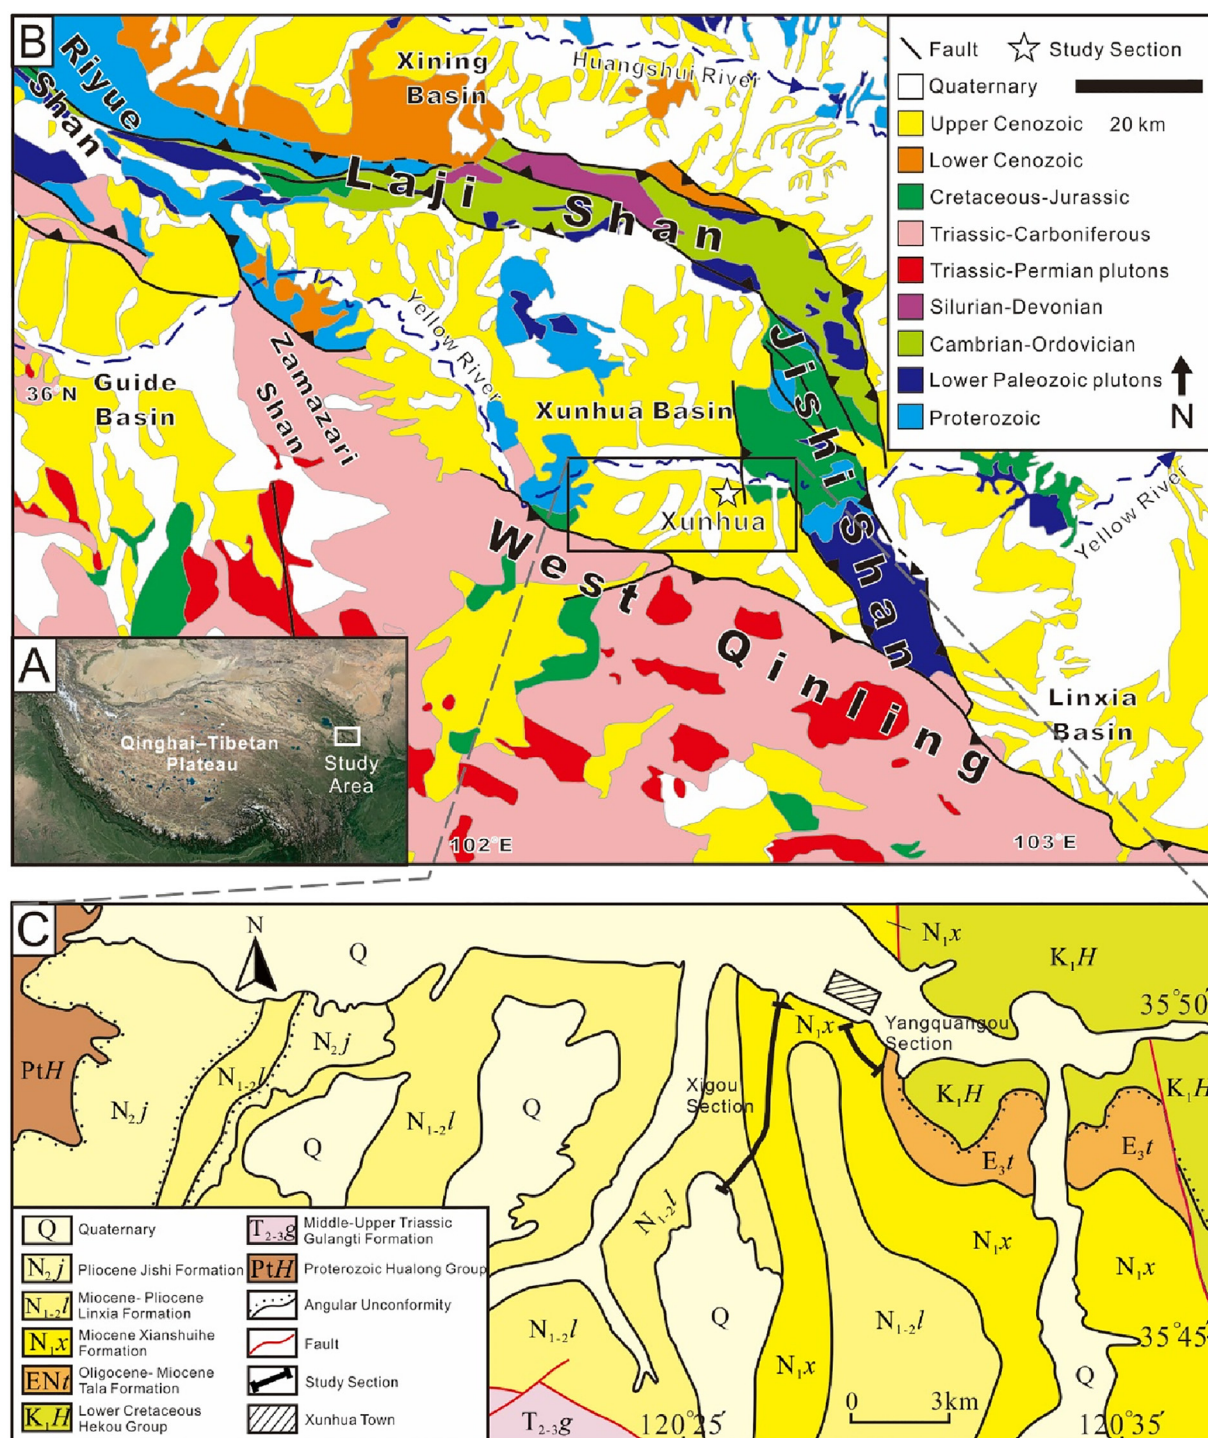 B
Riyue
Shan
Xining
Basin
Huangshui River
Laji Shan
Yellow River
Guide
Basin
36°N
Zamazari
Shan
Xunhua Basin
Jishi Shan
Xunhua
West Qinling
Yellow River
Linxia
Basin
102°E
103°E
Fault
Study Section
Quaternary
Upper Cenozoic
20 km
Lower Cenozoic
Cretaceous-Jurassic
Triassic-Carboniferous
Triassic-Permian plutons
Silurian-Devonian
Cambrian-Ordovician
Lower Paleozoic plutons
Proterozoic
N
A
Qinghai–Tibetan
Plateau
Study
Area
C
N
Q
N₁x
K₁H
35°50'
PtH
N₂j
N₁₋₂l
N₂j
Q
N₁₋₂l
Q
N₁x
Yangquangou
Section
Xigou
Section
K₁H
K₁H
E₃t
E₃t
N₁₋₂l
N₁x
N₁x
N₁₋₂l
Q
N₁₋₂l
N₁x
35°45'
Q
T₂₋₃g
120°25'
0 3km
120°35'
Q Quaternary
N₂j Pliocene Jishi Formation
N₁₋₂l Miocene- Pliocene
Linxia Formation
N₁x Miocene Xianshuihe
Formation
ENt Oligocene- Miocene
Tala Formation
K₁H Lower Cretaceous
Hekou Group
T₂₋₃g Middle-Upper Triassic
Gulangti Formation
PtH Proterozoic Hualong Group
Angular Unconformity
Fault
Study Section
Xunhua Town